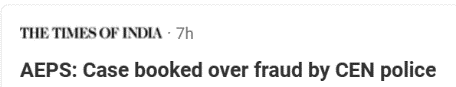 THE TIMES OF INDIA · 7h
AEPS: Case booked over fraud by CEN police